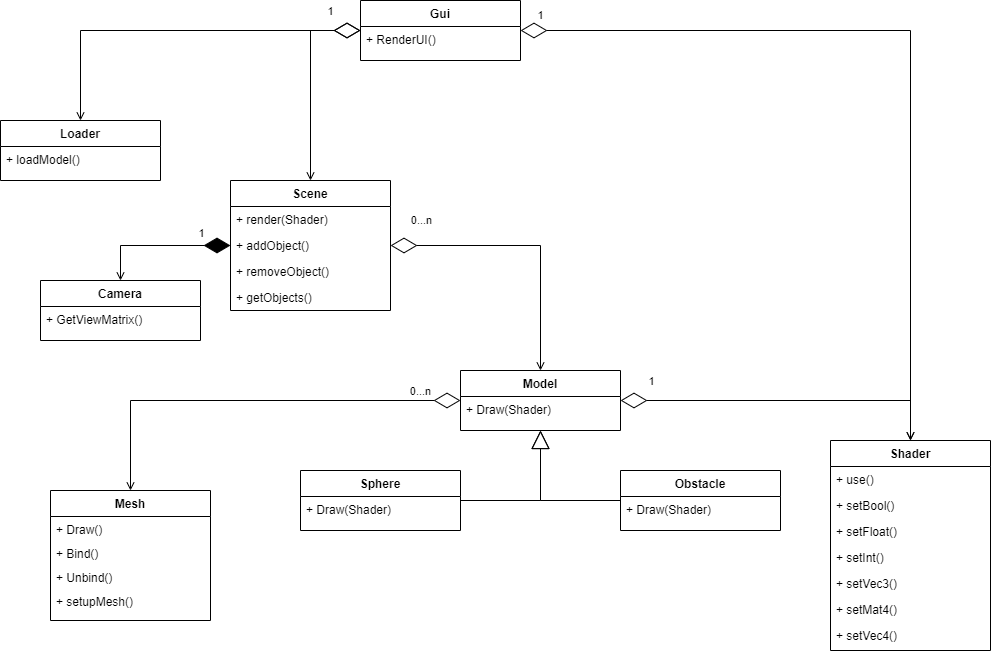 1
Gui
1
+ RenderUI()
Loader
+ loadModel()
Scene
+ render(Shader)
+ addObject()
+ removeObject()
+ getObjects()
1
0...n
Camera
+ GetViewMatrix()
Model
+ Draw(Shader)
0...n
1
Sphere
+ Draw(Shader)
Obstacle
+ Draw(Shader)
Mesh
+ Draw()
+ Bind()
+ Unbind()
+ setupMesh()
Shader
+ use()
+ setBool()
+ setFloat()
+ setInt()
+ setVec3()
+ setMat4()
+ setVec4()